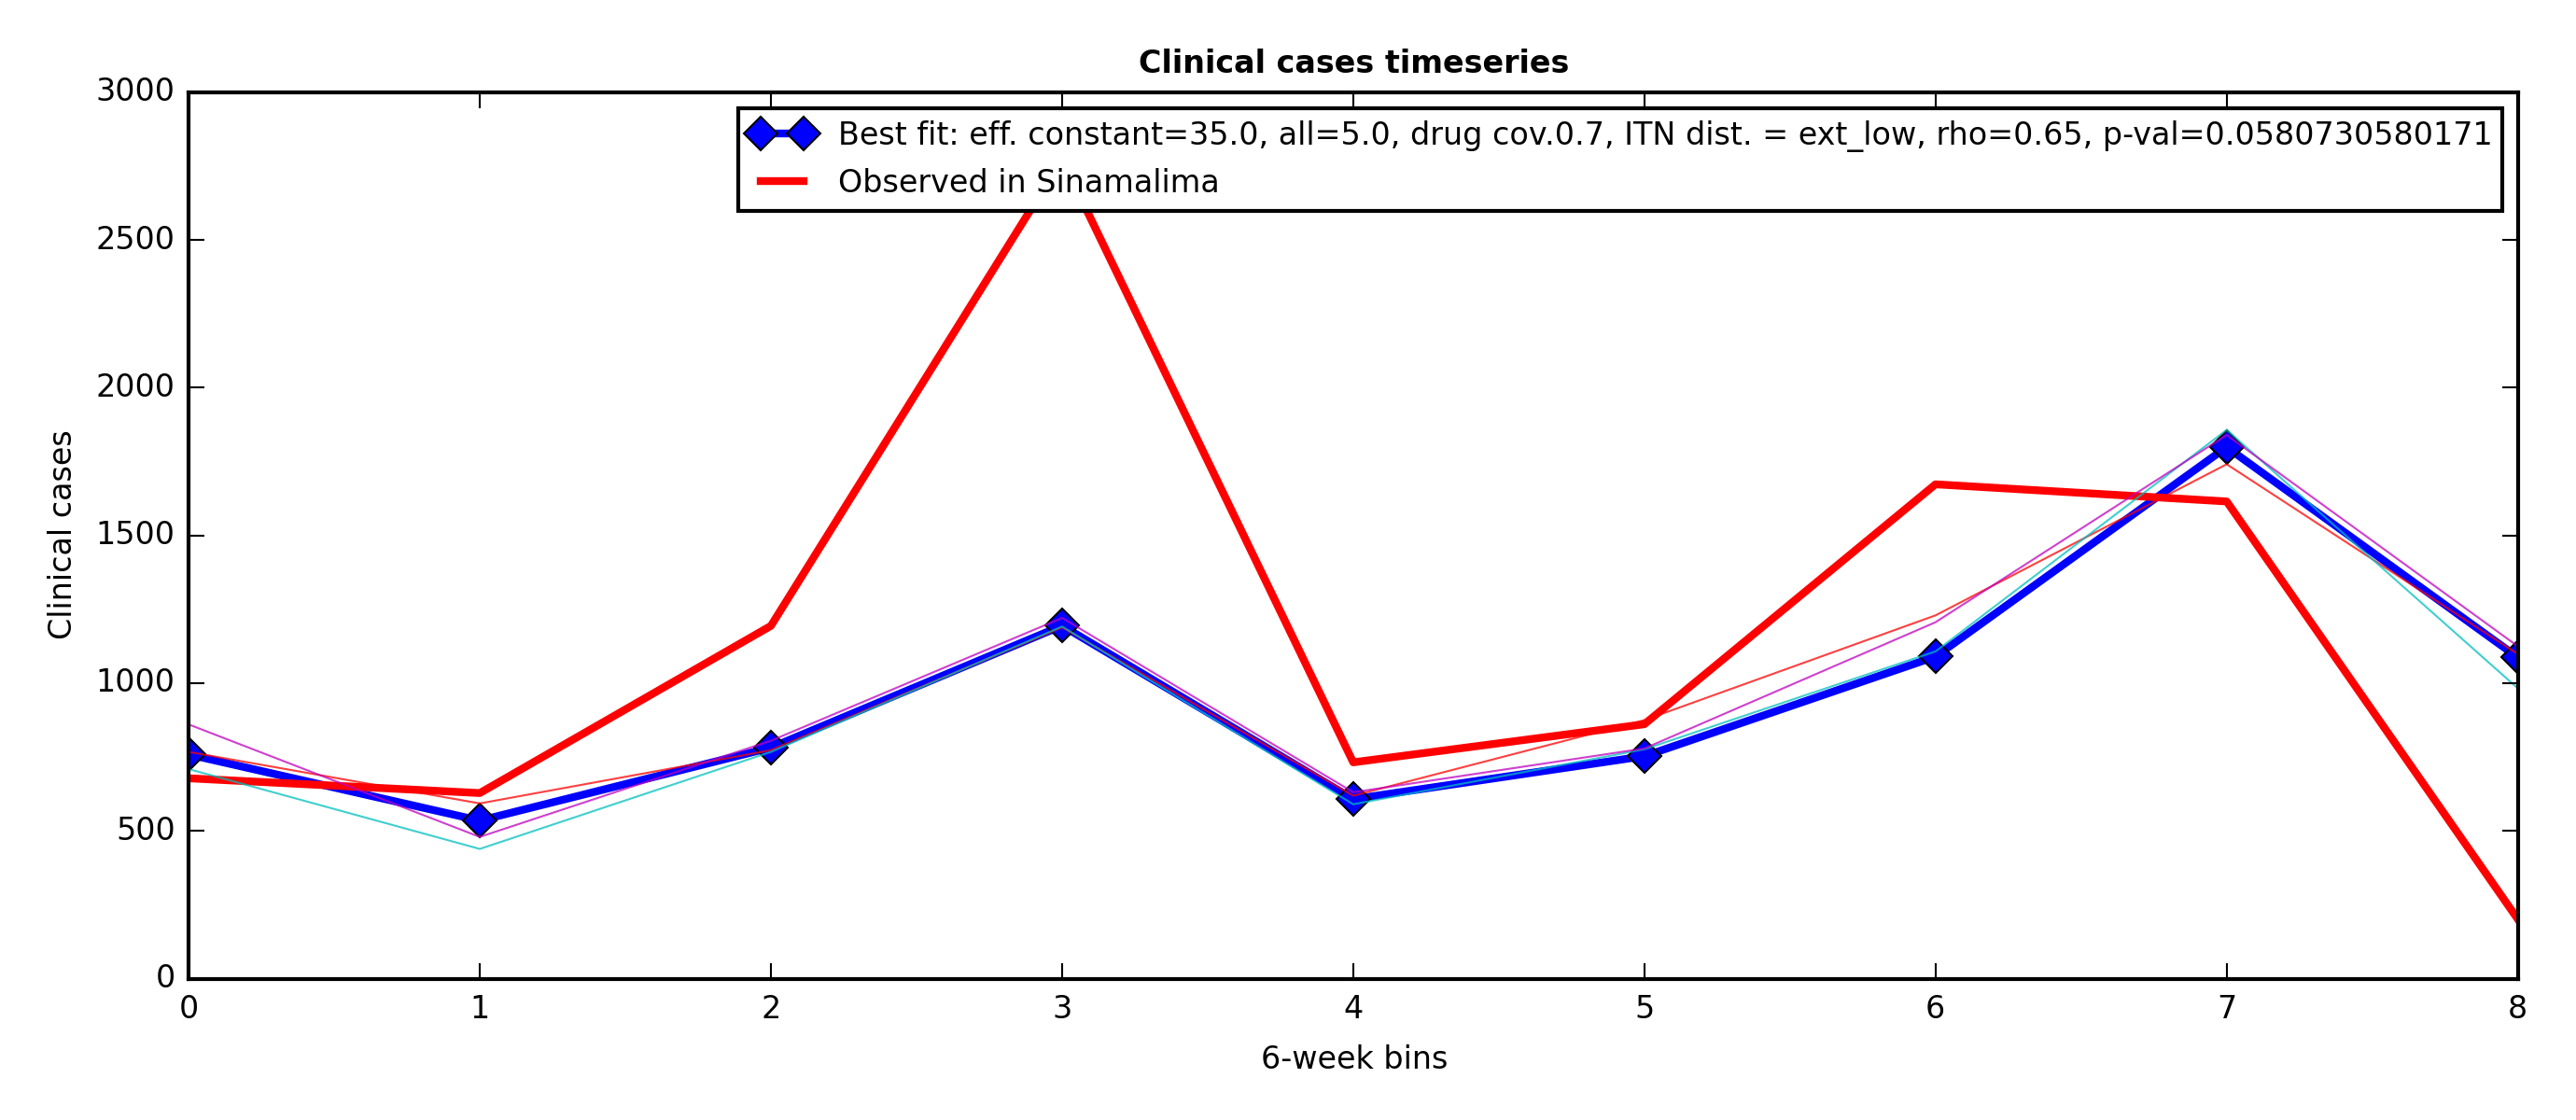 Clinical cases timeseries
3000
2500
2000
1500
1000
500
0
Clinical cases
Best fit: eff. constant=35.0, all=5.0, drug cov.0.7, ITN dist. = ext_low, rho=0.65, p-val=0.0580730580171
Observed in Sinamalima
0 1 2 3 4 5 6 7 8
6-week bins